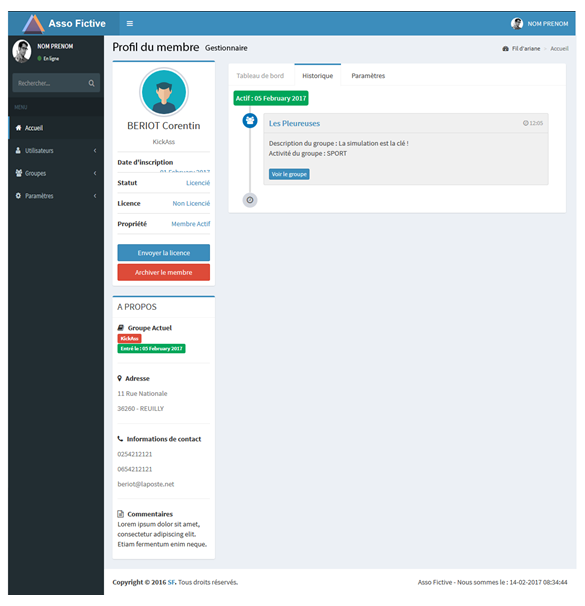 Asso Fictive
NOM PRENOM
NOM PRENOM
En ligne
Rechercher...
MENU
Accueil
Utilisateurs
Groupes
Paramètres
Profil du membre Gestionnaire
Fil d'ariane > Accueil
BERIOT Corentin
KickAss
Date d'inscription
01 February 2017
Statut Licencié
Licence Non Licencié
Propriété Membre Actif
Envoyer la licence
Archiver le membre
A PROPOS
Groupe Actuel
KickAss
Entré le : 05 February 2017
Adresse
11 Rue Nationale
36260 - REUILLY
Informations de contact
0254212121
0654212121
beriot@laposte.net
Commentaires
Lorem ipsum dolor sit amet,
consectetur adipiscing elit.
Etiam fermentum enim neque.
Tableau de bord Historique Paramètres
Actif : 05 February 2017
Les Pleureuses 12:05
Description du groupe : La simulation est la clé !
Activité du groupe : SPORT
Voir le groupe
Copyright © 2016 SF. Tous droits réservés.
Asso Fictive - Nous sommes le : 14-02-2017 08:34:44